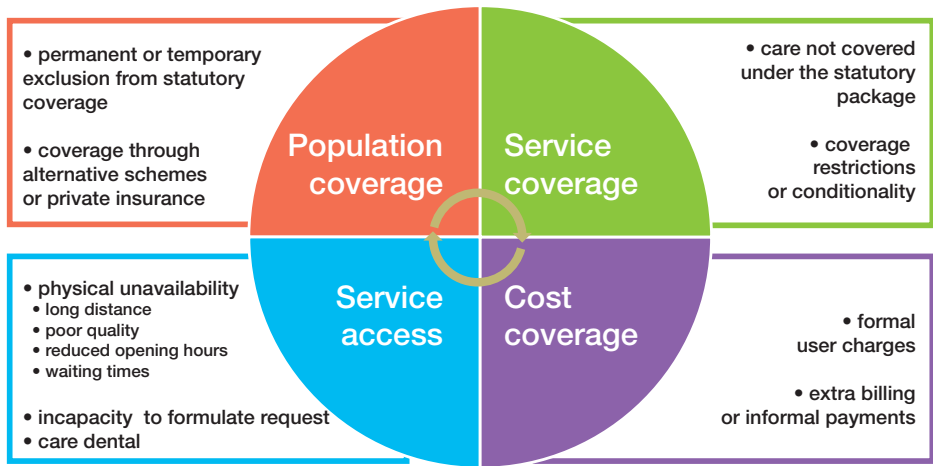 • permanent or temporary
exclusion from statutory
coverage
• coverage through
alternative schemes
or private insurance
Population
coverage
Service
coverage
• care not covered
under the statutory
package
• coverage
restrictions
or conditionality
• physical unavailability
• long distance
• poor quality
• reduced opening hours
• waiting times
• incapacity to formulate request
• care dental
Service
access
Cost
coverage
• formal
user charges
• extra billing
or informal payments